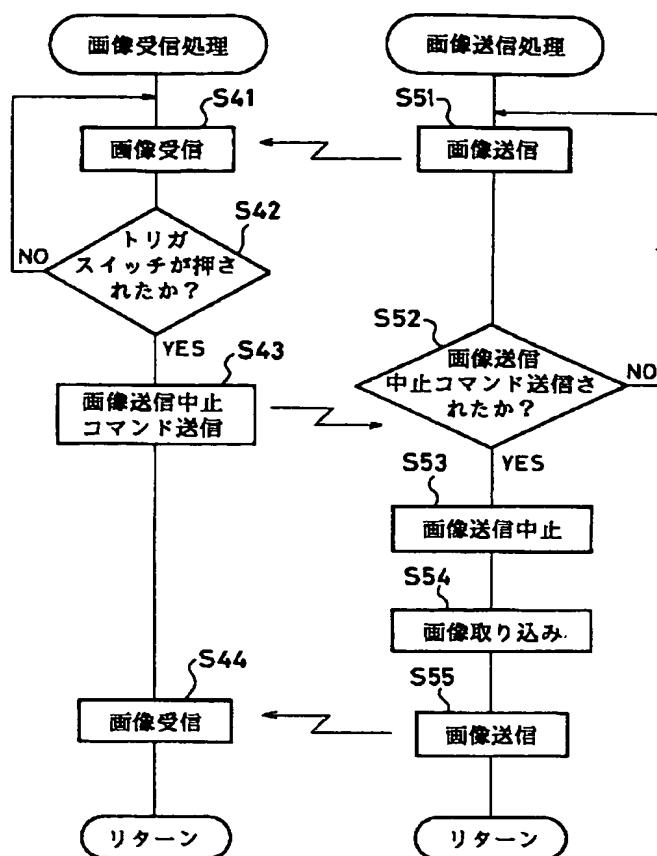 画像受信処理
S41
画像受信
S42
トリガ
スイッチが押さ
れたか?
NO
YES
S43
画像送信中止
コマンド送信
S44
画像受信
リターン
画像送信処理
S51
画像送信
S52
画像送信
中止コマンド送信さ
れたか?
NO
YES
S53
画像送信中止
S54
画像取り込み
S55
画像送信
リターン